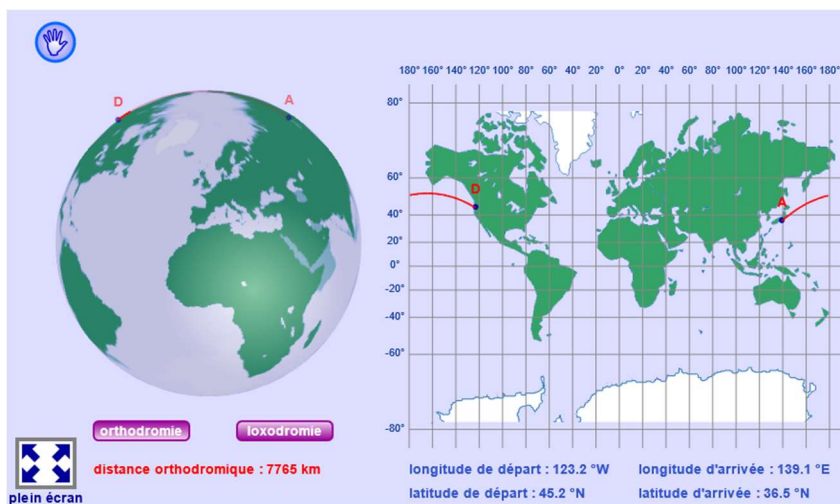 180° 160° 140° 120° 100° 80° 60° 40° 20° 0° 20° 40° 60° 80° 100° 120° 140° 160° 180°
80°
60°
40°
20°
0°
-20°
-40°
-60°
-80°
D
A
D
A
orthodromie
loxodromie
distance orthodromique : 7765 km
plein écran
longitude de départ : 123.2 °W
longitude d'arrivée : 139.1 °E
latitude de départ : 45.2 °N
latitude d'arrivée : 36.5 °N